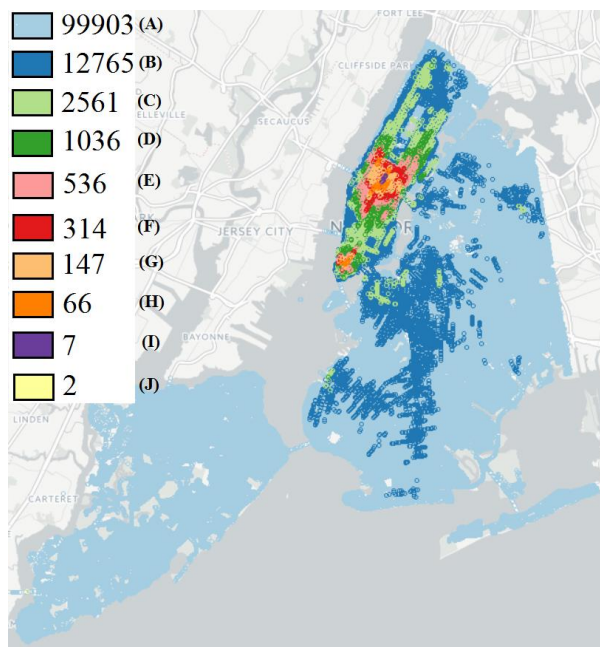 99903 (A)
12765 (B)
2561 (C)
1036 (D)
536 (E)
314 (F)
147 (G)
66 (H)
7 (I)
2 (J)
FORT LEE
CLIFFSIDE PARK
ELLEVILLE
SECAUCUS
JERSEY CITY
BAYONNE
LINDEN
CARTERET